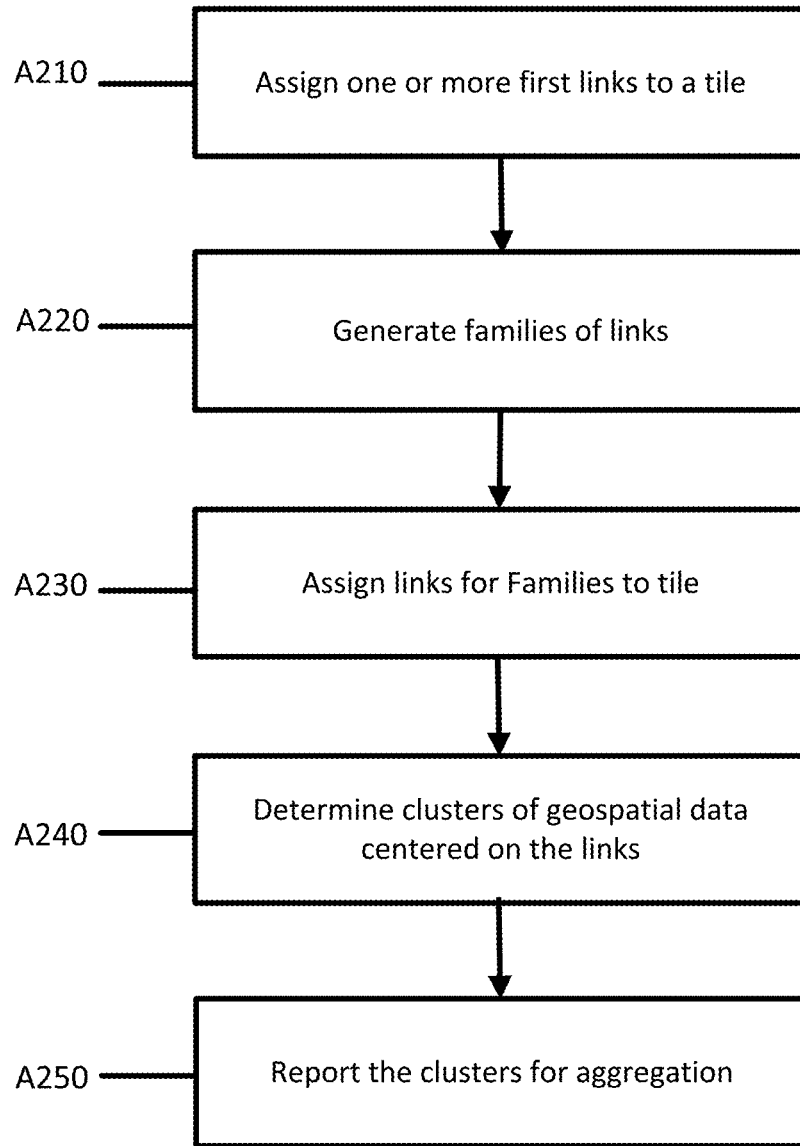 A210
Assign one or more first links to a tile
A220
Generate families of links
A230
Assign links for Families to tile
A240
Determine clusters of geospatial data
centered on the links
A250
Report the clusters for aggregation